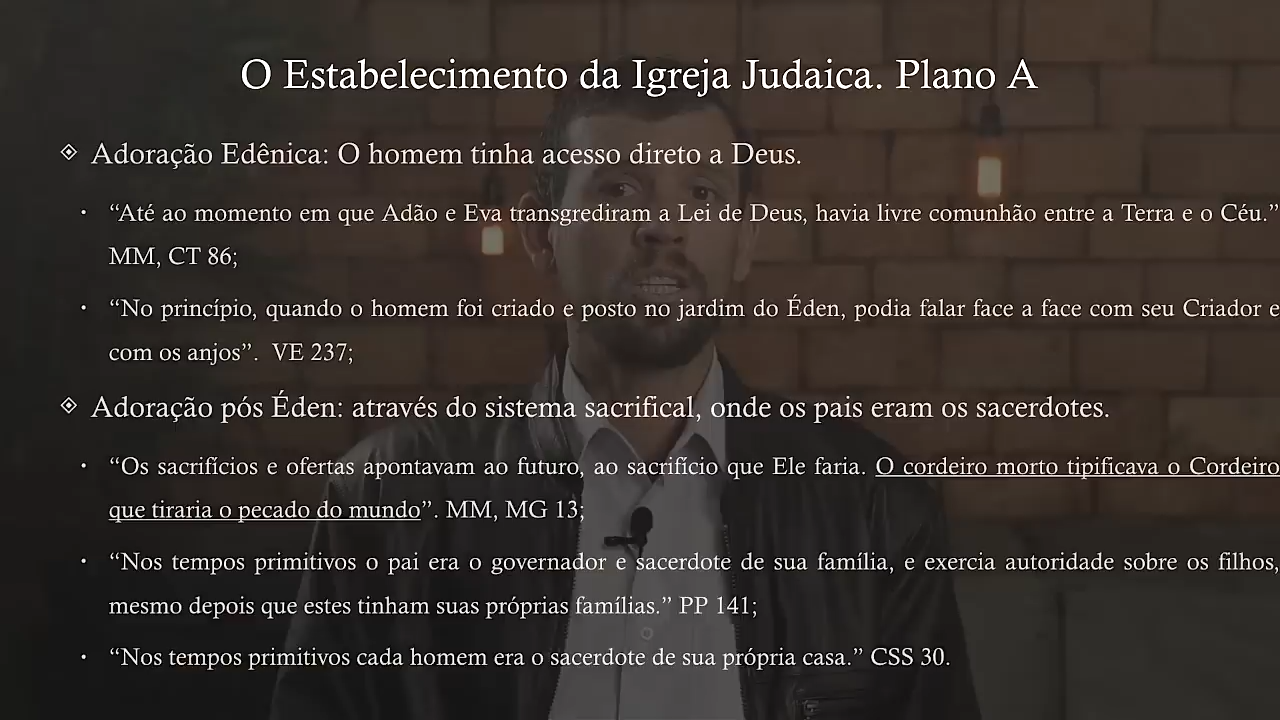 O Estabelecimento da Igreja Judaica. Plano A
Adoração Edênica: O homem tinha acesso direto a Deus.
“Até ao momento em que Adão e Eva transgrediram a Lei de Deus, havia livre comunhão entre a Terra e o Céu.”
MM, CT 86;
“No princípio, quando o homem foi criado e posto no jardim do Éden, podia falar face a face com seu Criador e
com os anjos”. VE 237;
Adoração pós Éden: através do sistema sacrifical, onde os pais eram os sacerdotes.
“Os sacrifícios e ofertas apontavam ao futuro, ao sacrifício que Ele faria. O cordeiro morto tipificava o Cordeiro
que tiraria o pecado do mundo”. MM, MG 13;
“Nos tempos primitivos o pai era o governador e sacerdote de sua família, e exercia autoridade sobre os filhos,
mesmo depois que estes tinham suas próprias famílias.” PP 141;
“Nos tempos primitivos cada homem era o sacerdote de sua própria casa.” CSS 30.